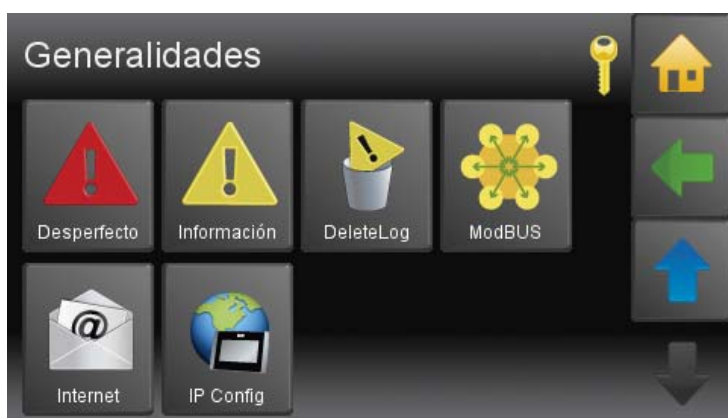 Generalidades
Desperfecto
Información
DeleteLog
ModBUS
@
Internet
IP Config